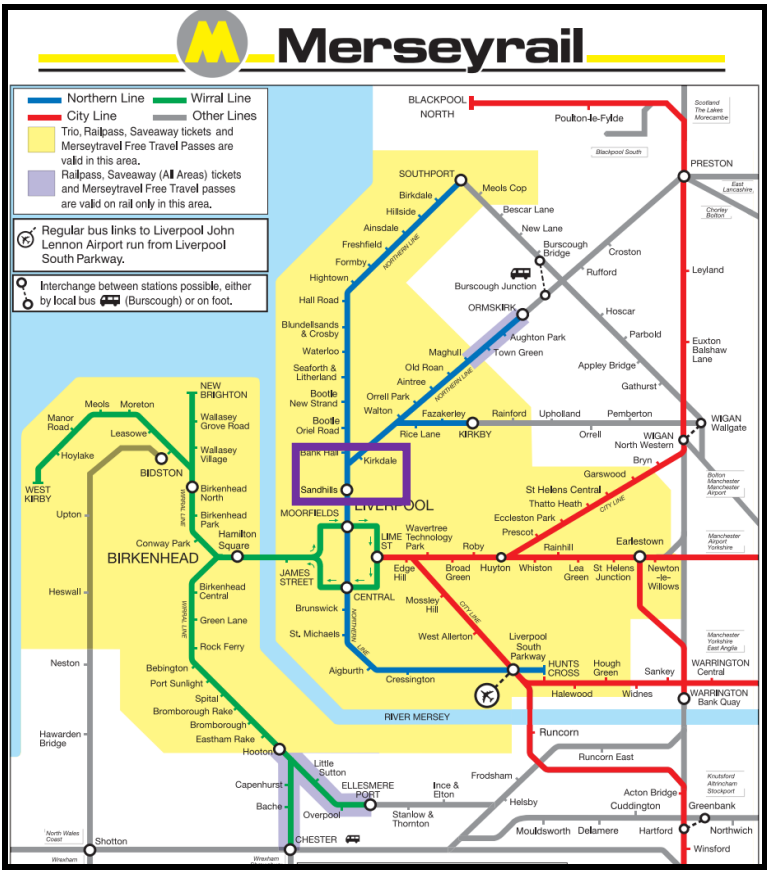 M Merseyrail
Northern Line
Wirral Line
City Line
Other Lines
Trio, Railpass, Saveaway tickets and
Merseytravel Free Travel Passes are
valid in this area.
Railpass, Saveaway (All Areas) tickets
and Merseytravel Free Travel passes
are valid on rail only in this area.
Regular bus links to Liverpool John
Lennon Airport run from Liverpool
South Parkway.
Interchange between stations possible, either
by local bus (Burscough) or on foot.
BLACKPOOL
NORTH
Poulton-le-Fylde
Blackpool South
Scotland
The Lakes
Morecambe
PRESTON
East
Lancashire
Chorley
Bolton
SOUTHPORT
Meols Cop
Birkdale
Hillside
Ainsdale
Freshfield
Formby
Hightown
NORTHERN LINE
Bescar Lane
New Lane
Burscough
Bridge
Croston
Rufford
Burscough Junction
Leyland
Hall Road
ORMSKIRK
Hoscar
Blundellsands
& Crosby
Aughton Park
Parbold
Euxton
Balshaw
Lane
Waterloo
Maghull
Town Green
Appley Bridge
Seaforth &
Litherland
Old Roan
Aintree
NORTHERN LINE
Gathurst
Bootle
New Strand
Orrell Park
Walton
Fazakerley
Rainford
Upholland
Pemberton
WIGAN
Wallgate
Bootle
Oriel Road
Rice Lane
KIRKBY
Orrell
WIGAN
North Western
Bank Hall
Kirkdale
Bryn
Sandhills
Garswood
Bolton
Manchester
Manchester
Airport
NEW
BRIGHTON
Meols
Moreton
Manor
Road
Leasowe
Wallasey
Grove Road
Hoylake
BIDSTON
Wallasey
Village
WEST
KIRBY
WIRRAL LINE
Birkenhead
North
Upton
Birkenhead
Park
Conway Park
Hamilton
Square
BIRKENHEAD
LIVERPOOL
MOORFIELDS
LIME
ST
JAMES
STREET
CENTRAL
St Helens Central
Thatto Heath
Eccleston Park
Prescot
CITY LINE
Wavertree
Technology
Park
Roby
Rainhill
Earlestown
Manchester
Airport
Yorkshire
Edge
Hill
Broad
Green
Huyton
Whiston
Lea
Green
St Helens
Junction
Newton
-le-
Willows
Heswall
Birkenhead
Central
Green Lane
WIRRAL LINE
Rock Ferry
Brunswick
St. Michaels
NORTHERN
LINE
Mossley
Hill
CITY LINE
West Allerton
Liverpool
South
Parkway
Manchester
Yorkshire
East Anglia
Neston
Bebington
Port Sunlight
Spital
Bromborough Rake
Bromborough
Eastham Rake
Hooton
Aigburth
Cressington
HUNTS
CROSS
Hough
Green
Sankey
WARRINGTON
Central
Halewood
Widnes
WARRINGTON
Bank Quay
RIVER MERSEY
Hawarden
Bridge
Runcorn
Runcorn East
Little
Sutton
Capenhurst
ELLESMERE
PORT
Ince &
Elton
Frodsham
Knutsford
Altrincham
Stockport
Bache
Overpool
Stanlow &
Thornton
Helsby
Acton Bridge
Cuddington
Greenbank
Mouldsworth
Delamere
Hartford
Northwich
North Wales
Coast
Shotton
CHESTER
Winsford
Wrexham
Wrexham